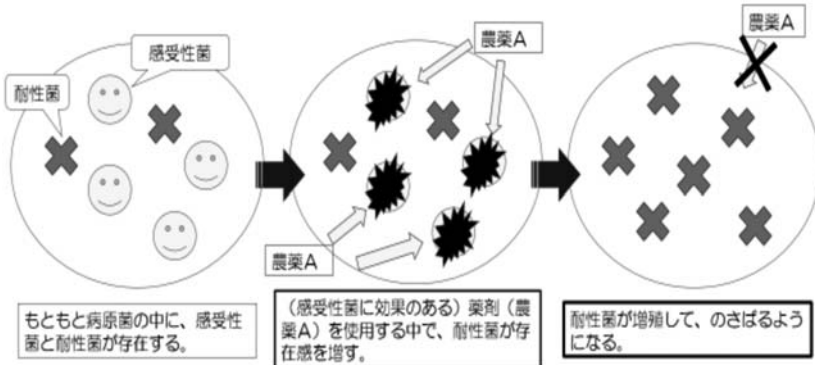 感受性菌
耐性菌
農薬A
農薬A
農薬A
もともと病原菌の中に、感受性
菌と耐性菌が存在する。
（感受性菌に効果のある）薬剤（農
薬A）を使用する中で、耐性菌が存
在感を増す。
耐性菌が増殖して、のさばるよう
になる。